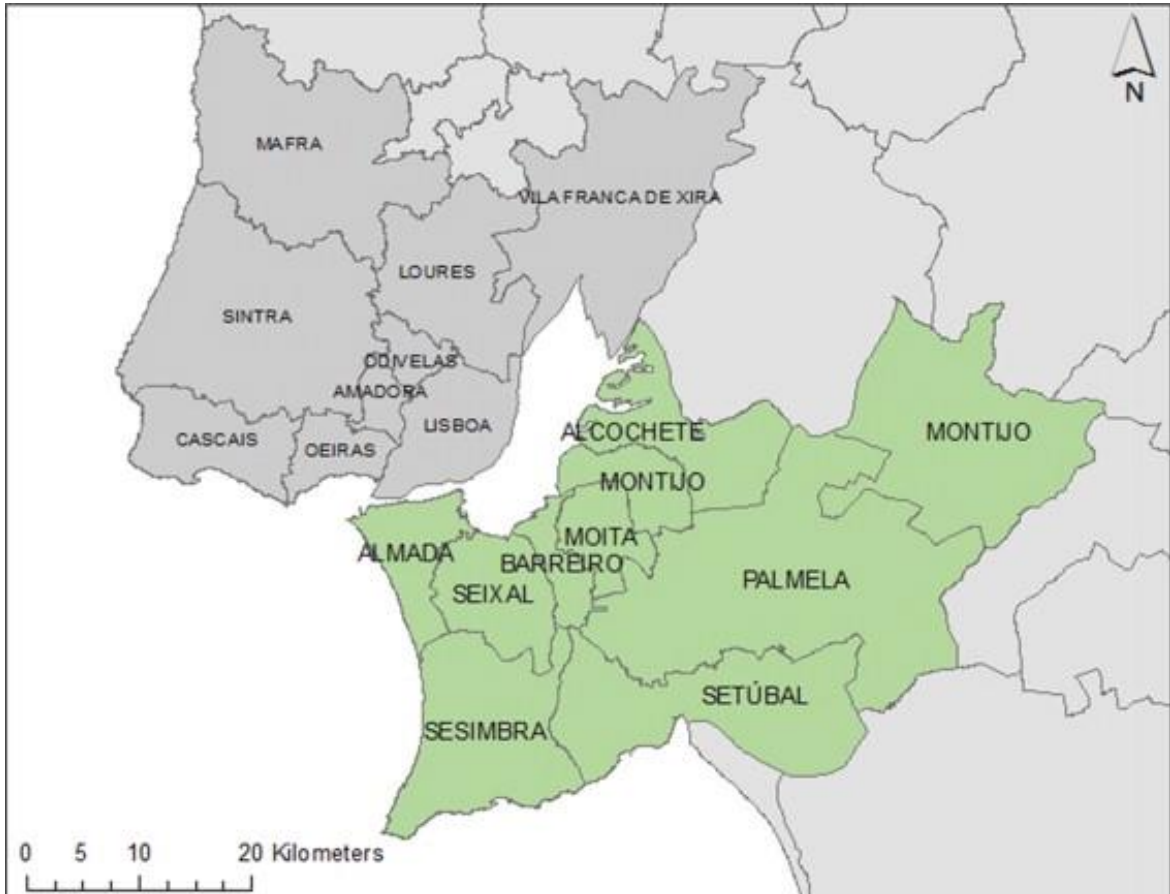 N
MAFRA
VILA FRANCA DE XIRA
LOURES
SINTRA
ODIVELAS
AMADORA
LISBOA
CASCAIS
OEIRAS
ALCOCHETE
MONTIJO
MONTIJO
MOITA
ALMADA
BARREIRO
SEIXAL
PALMELA
SETÚBAL
SESIMBRA
0 5 10 20 Kilometers